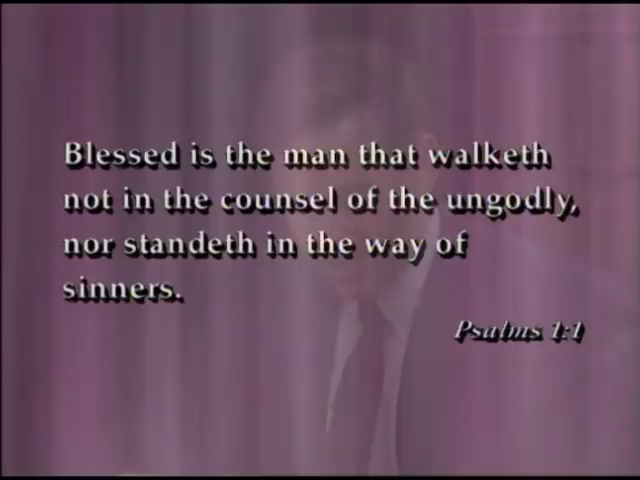 Blessed is the man that walketh
not in the counsel of the ungodly,
nor standeth in the way of
sinners.
Psalms 1:1